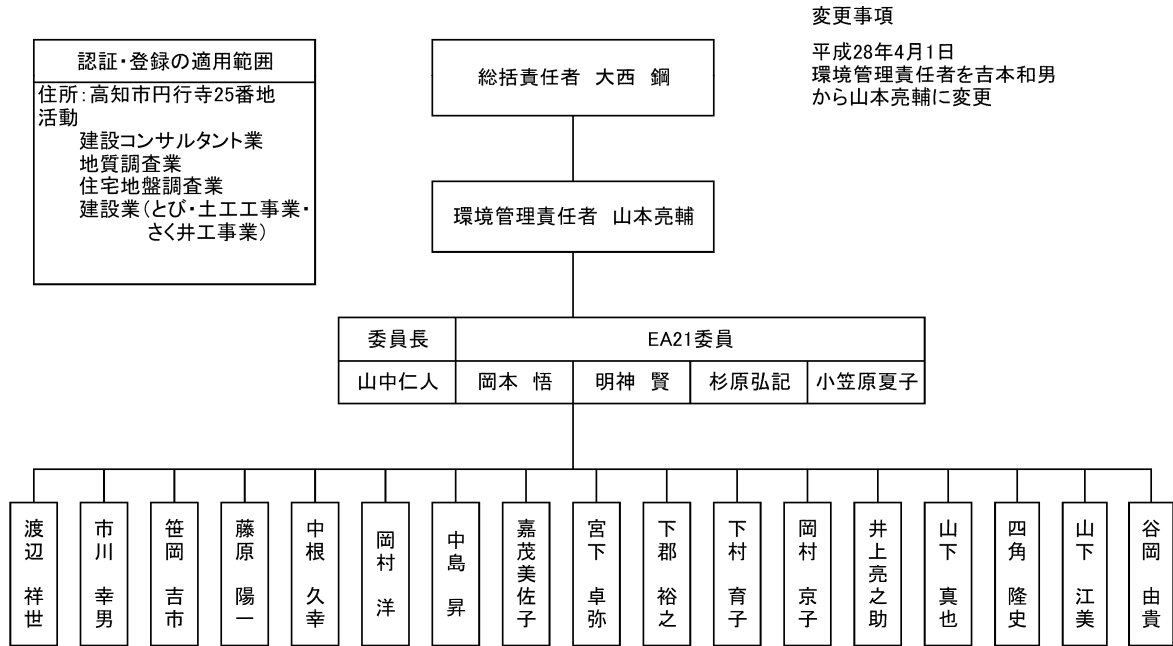 変更事項
平成28年4月1日
環境管理責任者を吉本和男
から山本亮輔に変更
認証・登録の適用範囲
住所:高知市円行寺25番地
活動
建設コンサルタント業
地質調査業
住宅地盤調査業
建設業(とび・土工工事業・
さく井工事業)
総括責任者 大西 鋼
環境管理責任者 山本亮輔
委員長 EA21委員
山中仁人 岡本 悟 明神 賢 杉原弘記 小笠原夏子
渡辺 祥世
市川 幸男
笹岡 吉市
藤原 陽一
中根 久幸
岡村 洋
中島 昇
嘉茂美佐子
宮下 卓弥
下郡 裕之
下村 育子
岡村 京子
井上亮之助
山下 真也
四角 隆史
山下 江美
谷岡 由貴